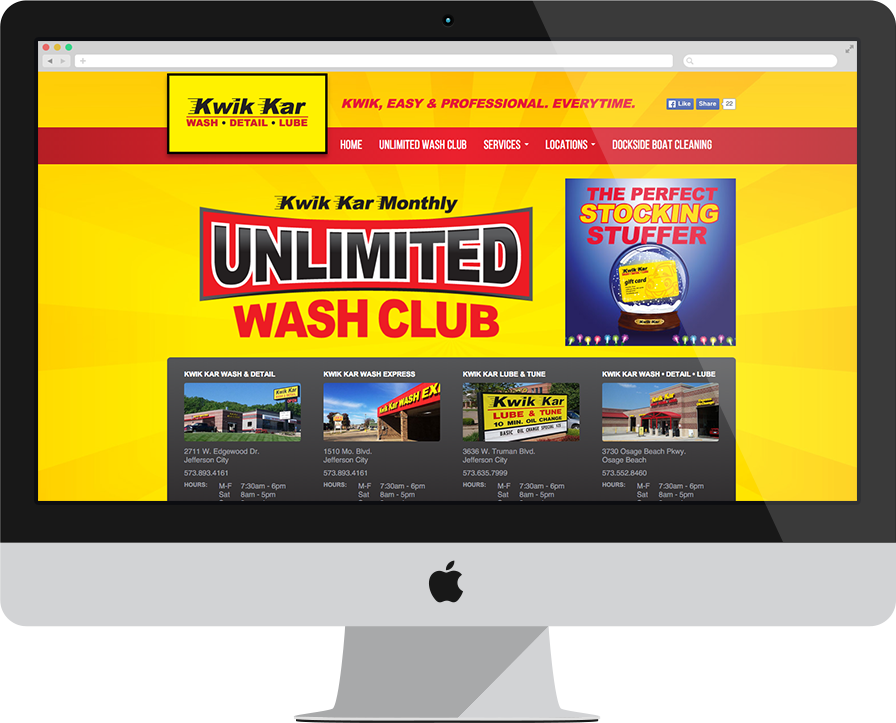 Kwik Kar
WASH • DETAIL • LUBE
KWIK, EASY & PROFESSIONAL. EVERYTIME.
Like Share 22
HOME UNLIMITED WASH CLUB SERVICES LOCATIONS DOCKSIDE BOAT CLEANING
Kwik Kar Monthly
UNLIMITED
WASH CLUB
THE PERFECT
STOCKING
STUFFER
Kwik Kar
gift card
Kwik Kar
KWIK KAR WASH & DETAIL
Kwik Kar
2711 W. Edgewood Dr.
Jefferson City
573.893.4161
HOURS: M-F 7:30am - 6pm
Sat 8am - 5pm
KWIK KAR WASH EXPRESS
Kwik Kar WASH EX
1510 Mo. Blvd.
Jefferson City
573.893.4161
HOURS: M-F 7:30am - 6pm
Sat 8am - 5pm
KWIK KAR LUBE & TUNE
Kwik Kar
LUBE & TUNE
10 MIN. OIL CHANGE
BASIC OIL CHANGE SPECIAL
3636 W. Truman Blvd.
Jefferson City
573.635.7999
HOURS: M-F 7:30am - 6pm
Sat 8am - 5pm
KWIK KAR WASH • DETAIL • LUBE
Kwik Kar
3730 Osage Beach Pkwy.
Osage Beach
573.552.8460
HOURS: M-F 7:30am - 6pm
Sat 8am - 5pm